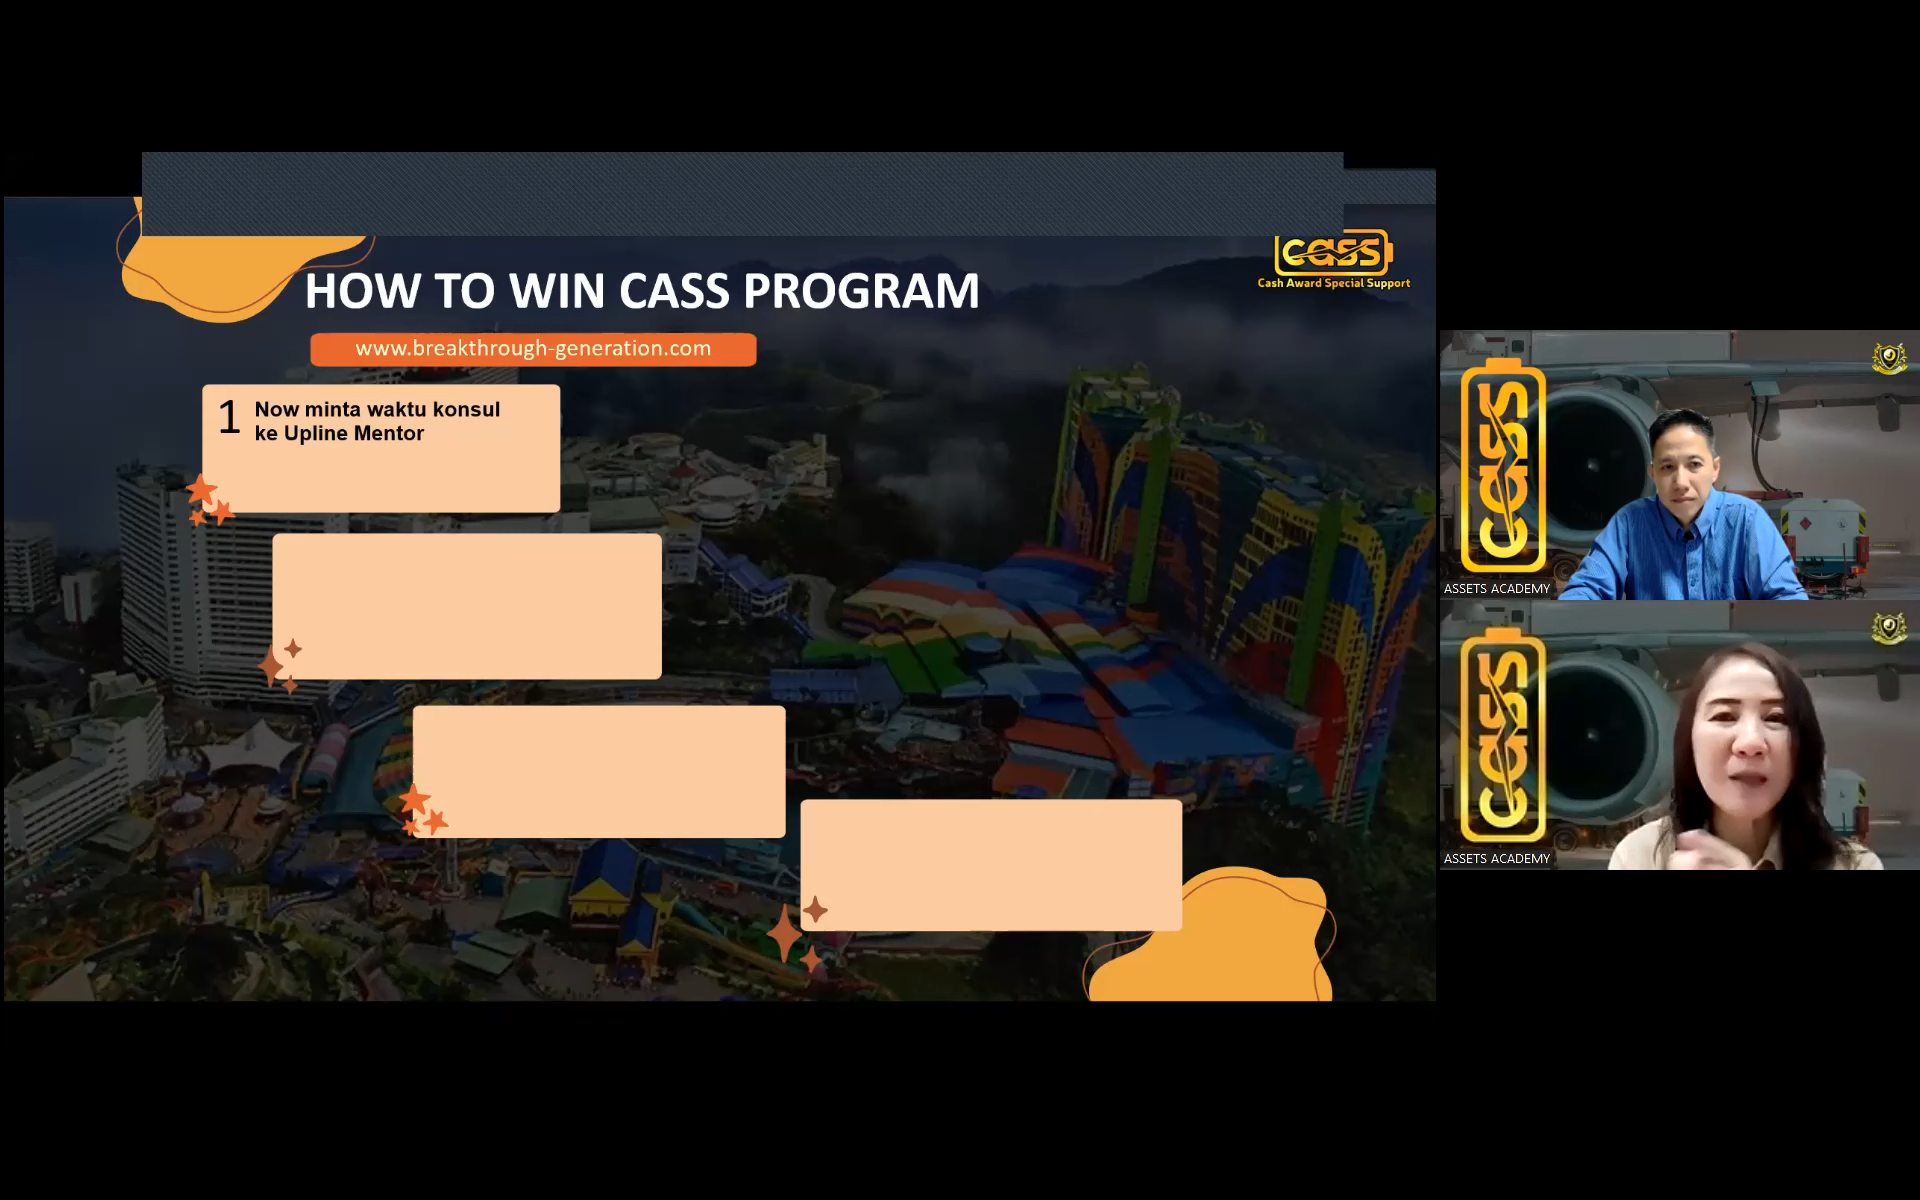 HOW TO WIN CASS PROGRAM
cass
Cash Award Special Support
www.breakthrough-generation.com
1 Now minta waktu konsul
ke Upline Mentor
cass
ASSETS ACADEMY
cass
ASSETS ACADEMY